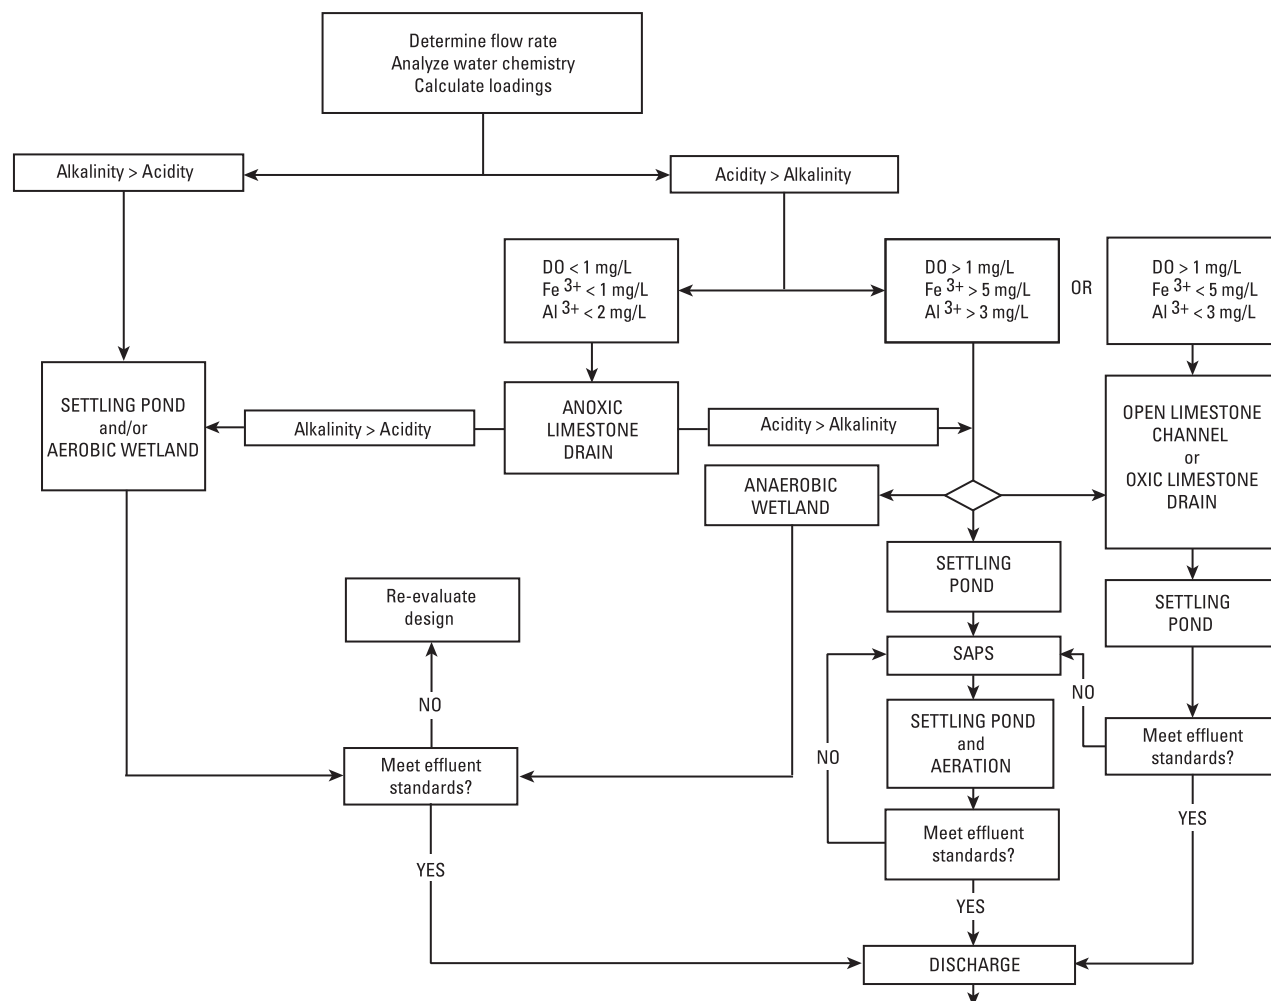 Determine flow rate
Analyze water chemistry
Calculate loadings
Alkalinity > Acidity
Acidity > Alkalinity
DO < 1 mg/L
Fe 3+ < 1 mg/L
Al 3+ < 2 mg/L
DO > 1 mg/L
Fe 3+ > 5 mg/L
Al 3+ > 3 mg/L
OR
DO > 1 mg/L
Fe 3+ < 5 mg/L
Al 3+ < 3 mg/L
SETTLING POND
and/or
AEROBIC WETLAND
Alkalinity > Acidity
ANOXIC
LIMESTONE
DRAIN
Acidity > Alkalinity
OPEN LIMESTONE
CHANNEL
or
OXIC LIMESTONE
DRAIN
ANAEROBIC
WETLAND
SETTLING
POND
Re-evaluate
design
SETTLING
POND
SAPS
NO
NO
SETTLING POND
and
AERATION
NO
Meet effluent
standards?
Meet effluent
standards?
YES
Meet effluent
standards?
YES
YES
DISCHARGE